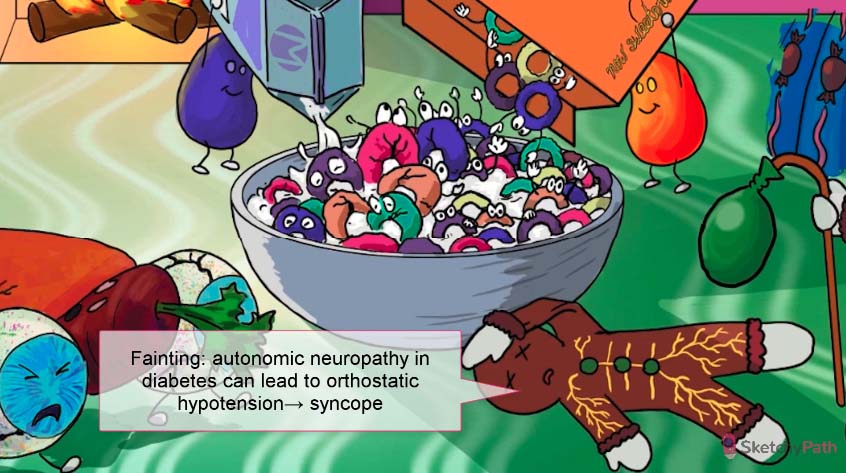 Fainting: autonomic neuropathy in
diabetes can lead to orthostatic
hypotension→ syncope
SketchyPath